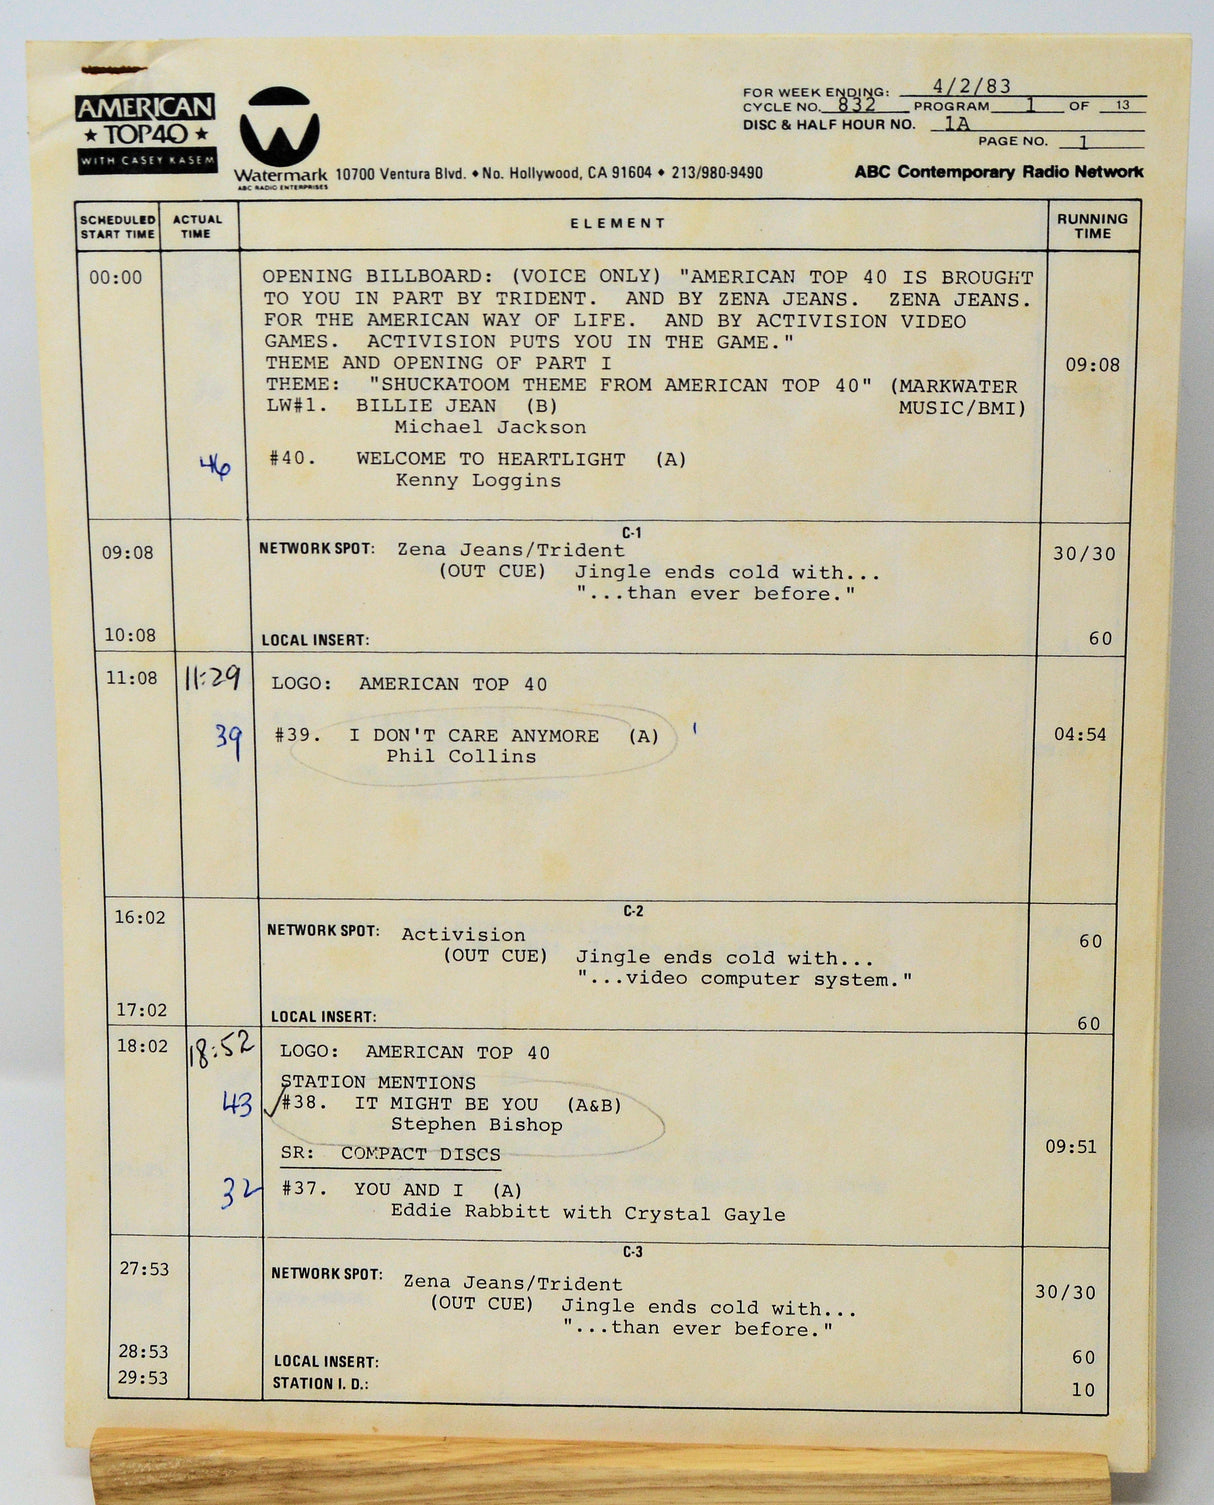 AMERICAN
★ TOP40 ★
WITH CASEY KASEM
Watermark
ABC RADIO ENTERPRISES
10700 Ventura Blvd. ♦ No. Hollywood, CA 91604 ♦ 213/980-9490
FOR WEEK ENDING: 4/2/83
CYCLE NO. 832 PROGRAM 1 OF 13
DISC & HALF HOUR NO. 1A
PAGE NO. 1
ABC Contemporary Radio Network
SCHEDULED START TIME ACTUAL TIME ELEMENT RUNNING TIME
00:00 OPENING BILLBOARD: (VOICE ONLY) "AMERICAN TOP 40 IS BROUGHT
TO YOU IN PART BY TRIDENT. AND BY ZENA JEANS. ZENA JEANS.
FOR THE AMERICAN WAY OF LIFE. AND BY ACTIVISION VIDEO
GAMES. ACTIVISION PUTS YOU IN THE GAME."
THEME AND OPENING OF PART I 09:08
THEME: "SHUCKATOOM THEME FROM AMERICAN TOP 40" (MARKWATER
LW#1. BILLIE JEAN (B) MUSIC/BMI)
Michael Jackson
46 #40. WELCOME TO HEARTLIGHT (A)
Kenny Loggins
C-1
09:08 NETWORK SPOT: Zena Jeans/Trident 30/30
(OUT CUE) Jingle ends cold with...
"...than ever before."
10:08 LOCAL INSERT: 60
11:08 11:29 LOGO: AMERICAN TOP 40
39 #39. I DON'T CARE ANYMORE (A) 04:54
Phil Collins
C-2
16:02 NETWORK SPOT: Activision 60
(OUT CUE) Jingle ends cold with...
"...video computer system."
17:02 LOCAL INSERT: 60
18:02 18:52 LOGO: AMERICAN TOP 40
STATION MENTIONS
43 ✓ #38. IT MIGHT BE YOU (A&B)
Stephen Bishop
SR: COMPACT DISCS 09:51
32 #37. YOU AND I (A)
Eddie Rabbitt with Crystal Gayle
C-3
27:53 NETWORK SPOT: Zena Jeans/Trident 30/30
(OUT CUE) Jingle ends cold with...
"...than ever before."
28:53 LOCAL INSERT: 60
29:53 STATION I. D.: 10